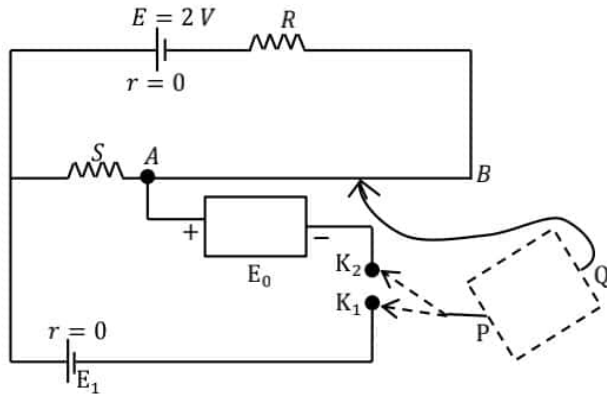 E = 2 V
R
r = 0
S
A
B
+
−
E₀
K₂
K₁
Q
P
r = 0
E₁